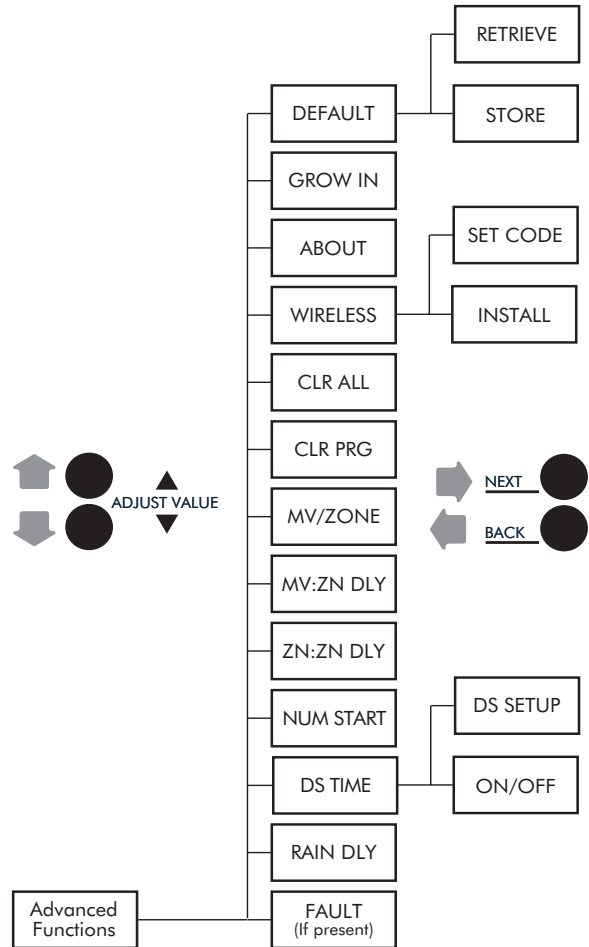 RETRIEVE
DEFAULT
STORE
GROW IN
ABOUT
SET CODE
WIRELESS
INSTALL
CLR ALL
CLR PRG
ADJUST VALUE
MV/ZONE
NEXT
BACK
MV:ZN DLY
ZN:ZN DLY
NUM START
DS SETUP
DS TIME
ON/OFF
RAIN DLY
Advanced
Functions
FAULT
(If present)